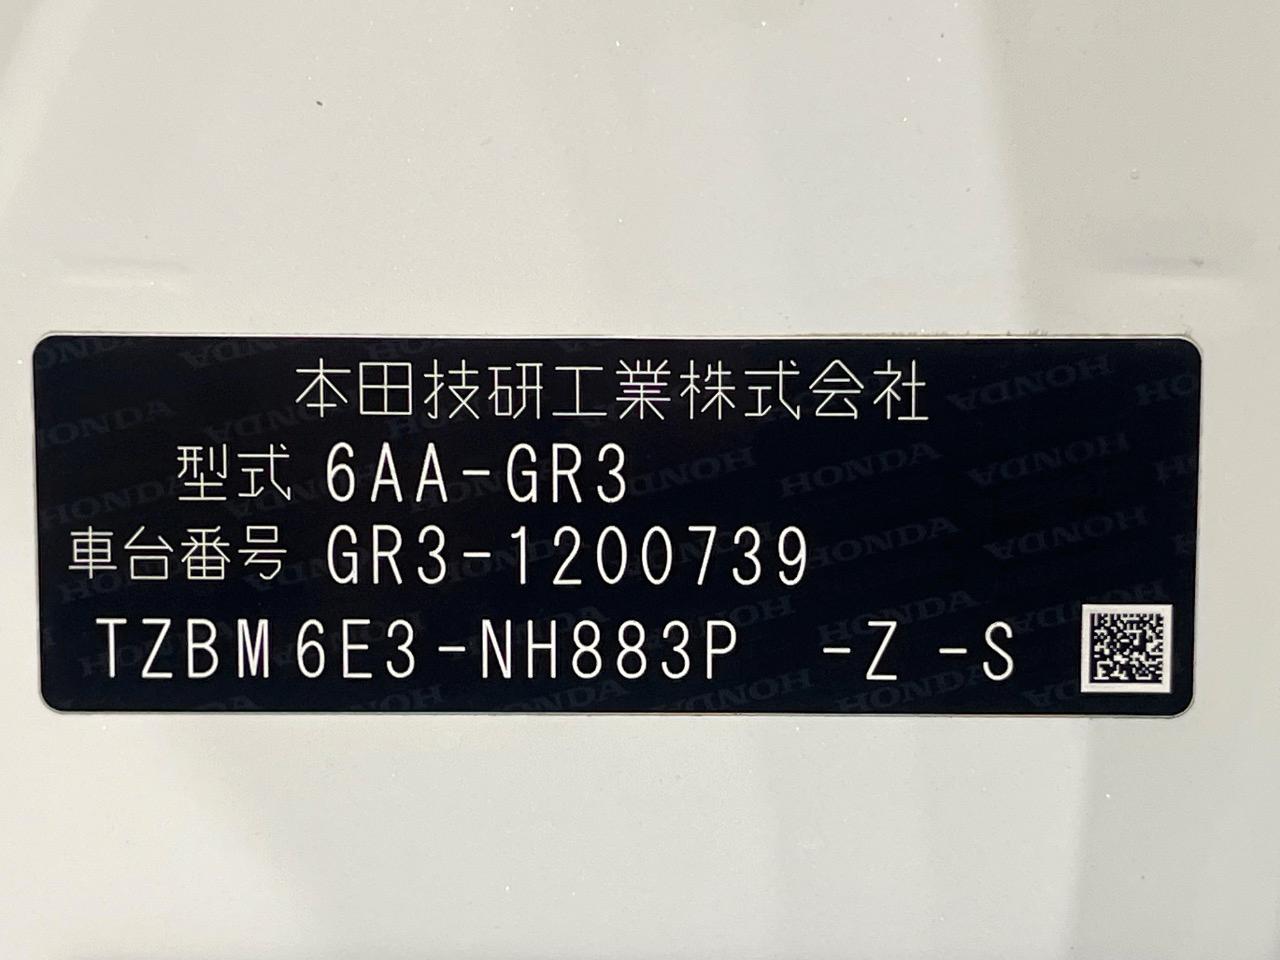 本田技研工業株式会社
型式 6AA-GR3
車台番号 GR3-1200739
TZBM6E3-NH883P -Z -S